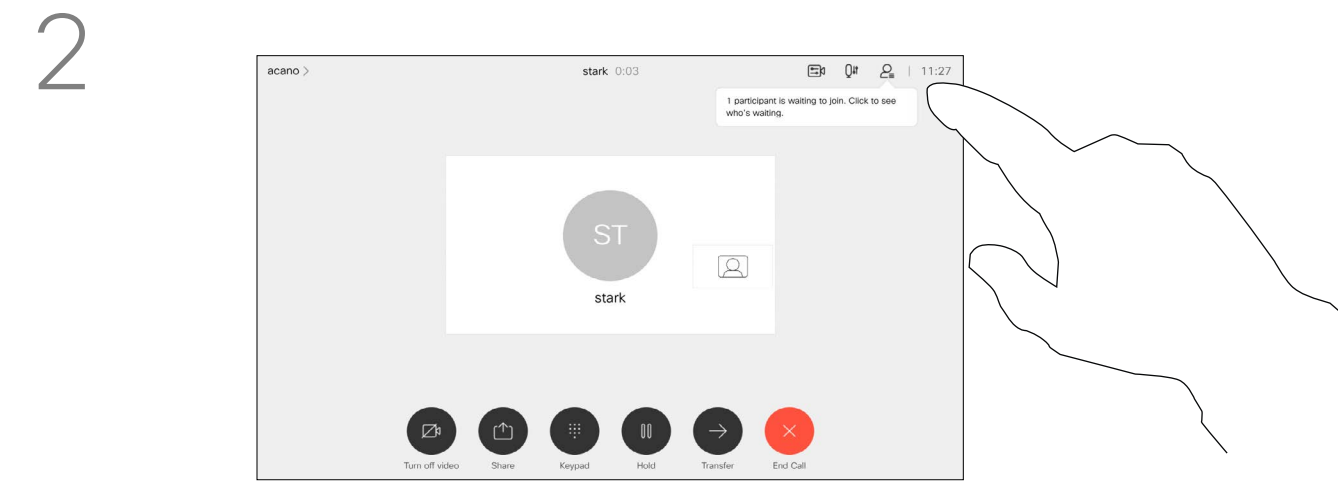 2
acano >
stark 0:03
11:27
1 participant is waiting to join. Click to see
who's waiting.
ST
stark
Turn off video
Share
Keypad
Hold
Transfer
End Call